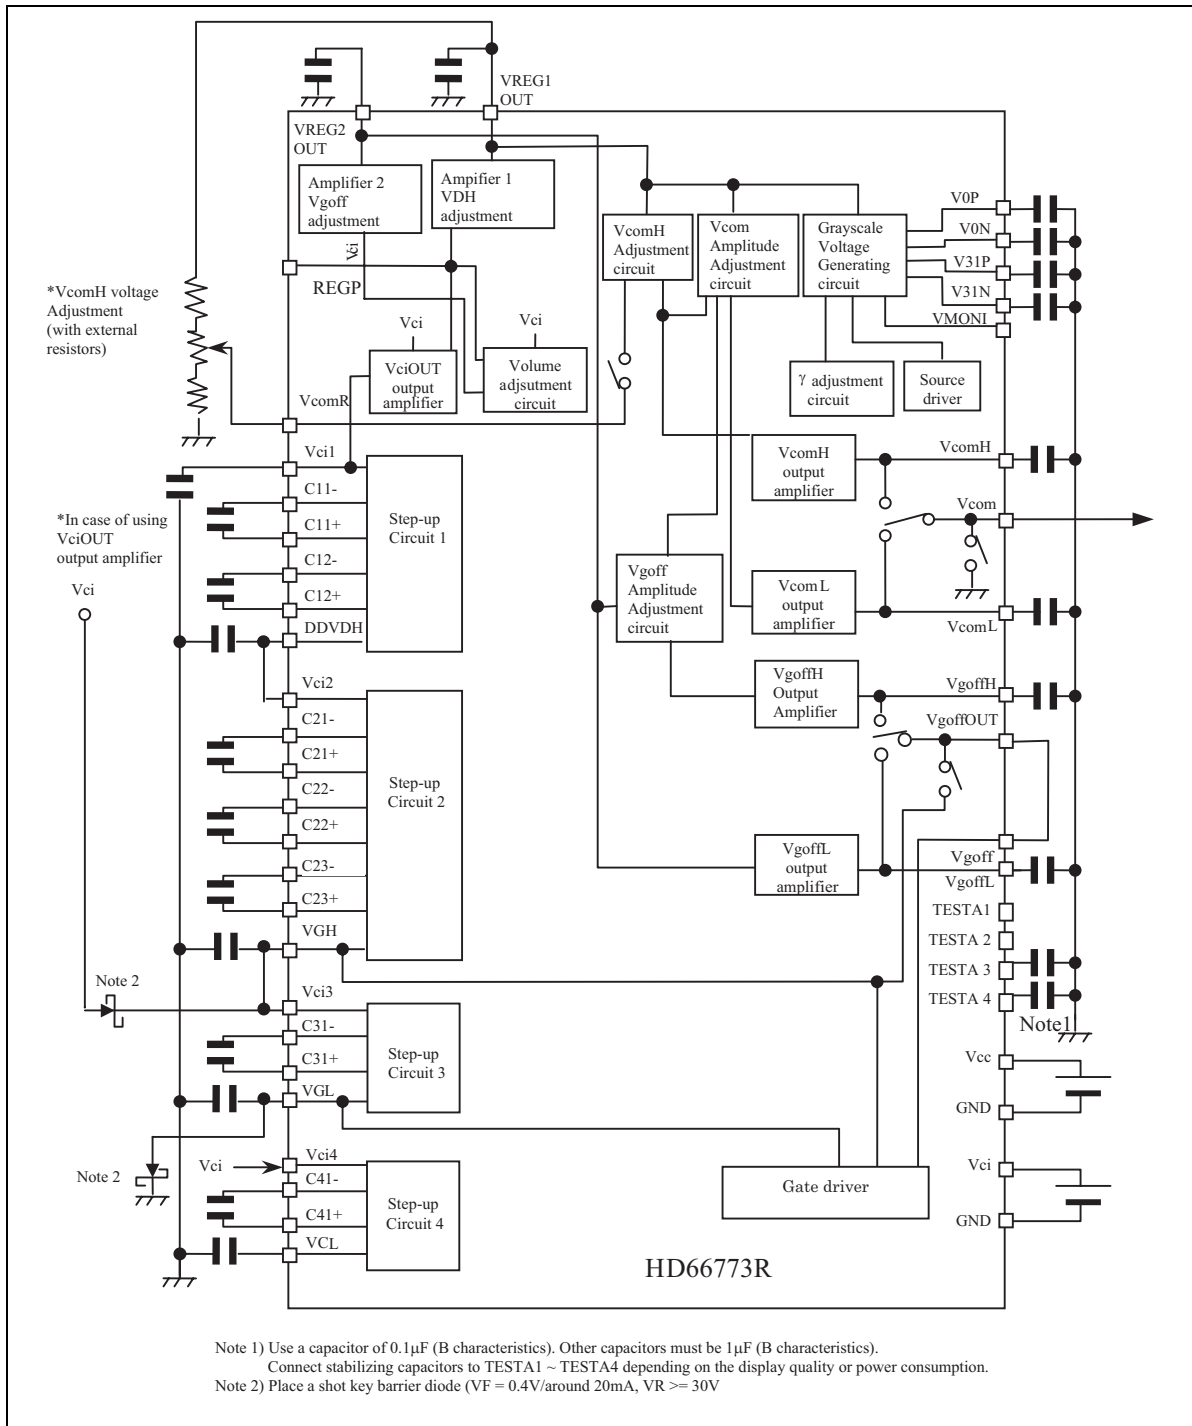 VREG1
OUT
VREG2
OUT
Amplifier 2
Vgoff
adjustment
Ampifier 1
VDH
adjustment
Vci
REGP
*VcomH voltage
Adjustment
(with external
resistors)
VcomH
Adjustment
circuit
Vcom
Amplitude
Adjustment
circuit
Grayscale
Voltage
Generating
circuit
V0P
V0N
V31P
V31N
VMONI
Vci
Vci
VciOUT
output
amplifier
Volume
adjsutment
circuit
γ adjustment
circuit
Source
driver
VcomR
Vci1
C11-
C11+
C12-
C12+
DDVDH
Step-up
Circuit 1
*In case of using
VciOUT
output amplifier
Vci
VcomH
output
amplifier
VcomH
Vcom
Vgoff
Amplitude
Adjustment
circuit
VcomL
output
amplifier
VcomL
Vci2
C21-
C21+
C22-
C22+
C23-
C23+
VGH
Step-up
Circuit 2
VgoffH
Output
Amplifier
VgoffH
VgoffOUT
VgoffL
output
amplifier
Vgoff
VgoffL
TESTA1
TESTA 2
TESTA 3
TESTA 4
Note1
Note 2
Vci3
C31-
C31+
VGL
Step-up
Circuit 3
Vcc
GND
Note 2
Vci
Vci4
C41-
C41+
VCL
Step-up
Circuit 4
Gate driver
Vci
GND
HD66773R
Note 1) Use a capacitor of 0.1µF (B characteristics). Other capacitors must be 1µF (B characteristics).
Connect stabilizing capacitors to TESTA1 ~ TESTA4 depending on the display quality or power consumption.
Note 2) Place a shot key barrier diode (VF = 0.4V/around 20mA, VR >= 30V